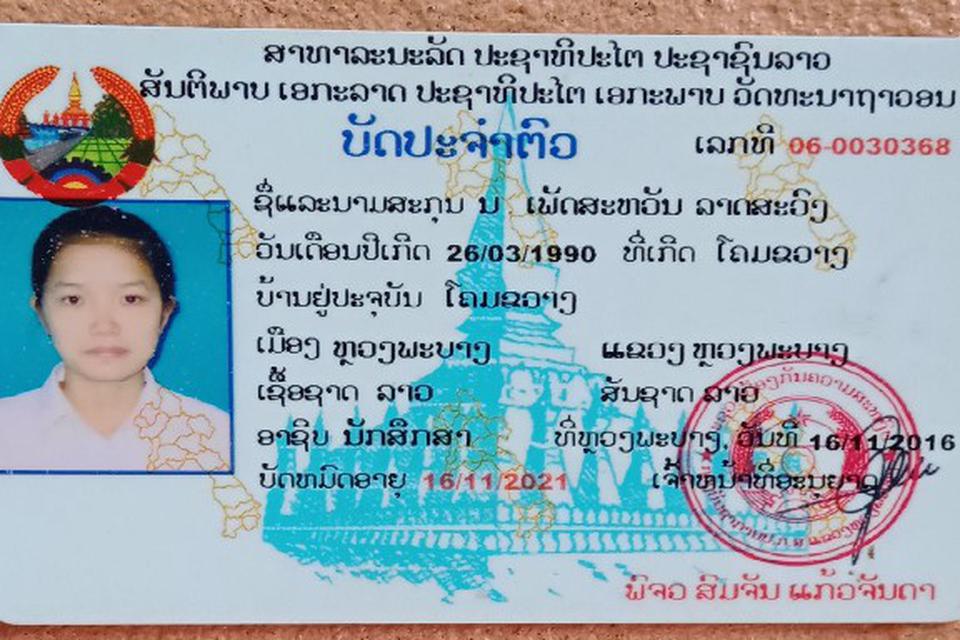 ສາທາລະນະລັດ ປະຊາທິປະໄຕ ປະຊາຊົນລາວ
ສັນຕິພາບ ເອກະລາດ ປະຊາທິປະໄຕ ເອກະພາບ ວັດທະນາຖາວອນ
ບັດປະຈຳຕົວ ເລກທີ 06-0030368
ຊື່ແລະນາມສະກຸນ ນ ເພັດສະຫວັນ ລາດສະວົງ
ວັນເດືອນປີເກີດ 26/03/1990 ທີ່ເກີດ ໂຄມຂວາງ
ບ້ານຢູ່ປະຈຸບັນ ໂຄມຂວາງ
ເມືອງ ຫຼວງພະບາງ ແຂວງ ຫຼວງພະບາງ
ເຊື້ອຊາດ ລາວ ສັນຊາດ ລາວ
ອາຊິບ ນັກສຶກສາ ທີ່ຫຼວງພະບາງ, ວັນທີ 16/11/2016
ບັດຫມົດອາຍຸ 16/11/2021 ເຈົ້າຫນ້າທີ່ອະນຸຍາດ
ພົຈວ ສົມຈັນ ແກ້ວຈັນດາ